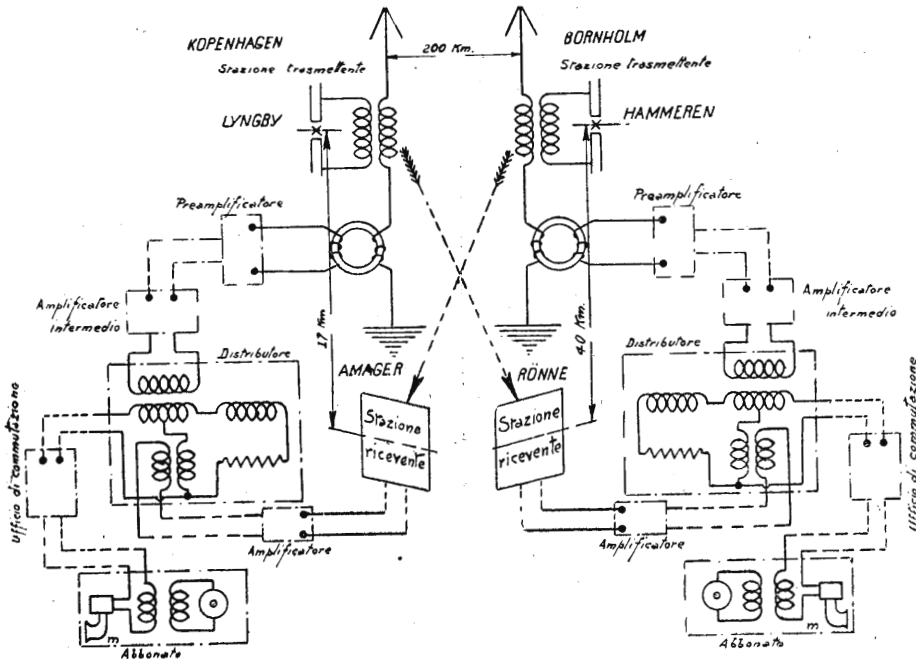 KOPENHAGEN
200 Km.
BORNHOLM
Stazione trasmettente
Stazione trasmettente
LYNGBY
HAMMEREN
Preamplificatore
Preamplificatore
Amplificatore
intermedio
Amplificatore
intermedio
17 Km.
40 Km.
Distributore
Distributore
AMAGER
RÖNNE
Stazione
ricevente
Stazione
ricevente
Ufficio di commutazione
Ufficio di commutazione
Amplificatore
Amplificatore
m
m
Abbonato
Abbonato